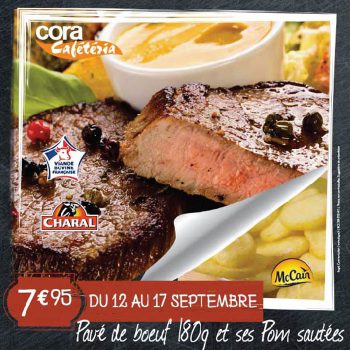 cora
Cafétéria
VIANDE
BOVINE
FRANÇAISE
CHARAL
McCain
7€95 DU 12 AU 17 SEPTEMBRE
Pavé de boeuf 180g et ses Pom sautées